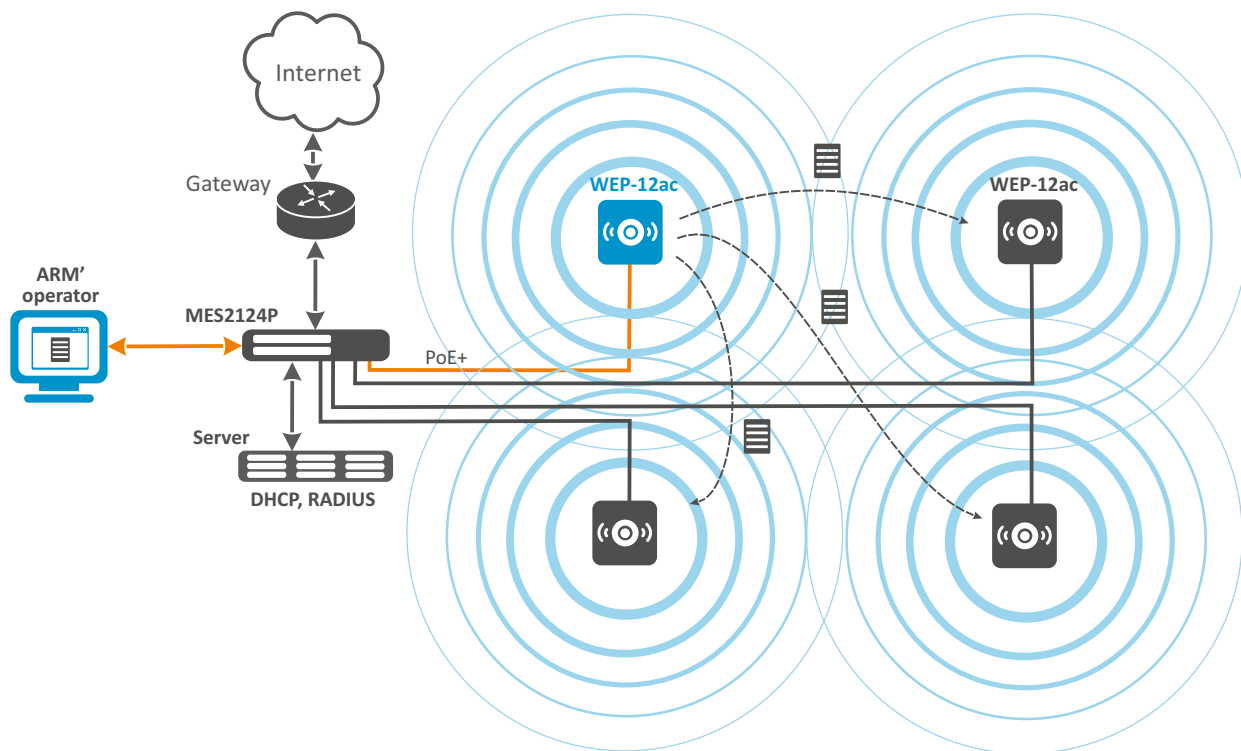 Internet
Gateway
WEP-12ac
WEP-12ac
ARM’
operator
MES2124P
PoE+
Server
DHCP, RADIUS